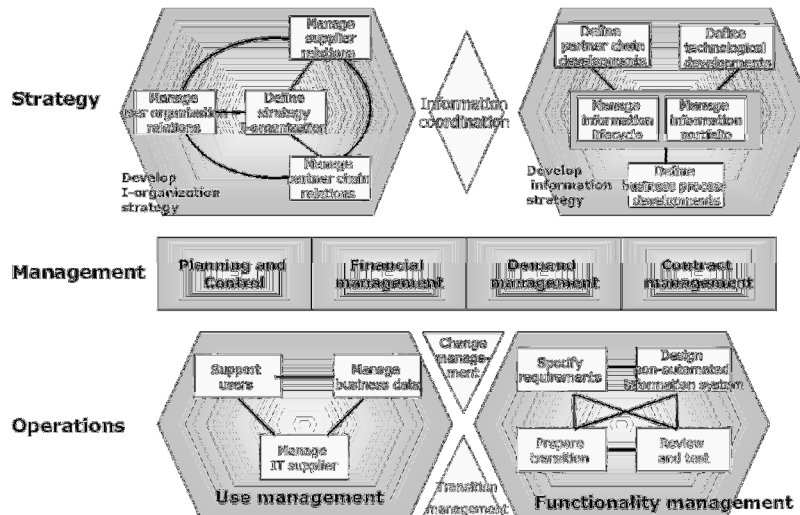 Strategy
Manage
supplier
relations
Manage
user organisation
relations
Define
strategy
I-organization
Manage
partner chain
relations
Develop
I-organization
strategy
Information
coordination
Define
partner chain
developments
Define
technological
developments
Manage
information
lifecycle
Manage
information
portfolio
Define
business process
developments
Develop
information
strategy
Management
Planning and
Control
Financial
management
Demand
management
Contract
management
Operations
Support
users
Manage
business data
Manage
IT supplier
Use management
Change
manage-
ment
Transition
management
Specify
requirements
Design
non-automated
information system
Prepare
transition
Review
and test
Functionality management